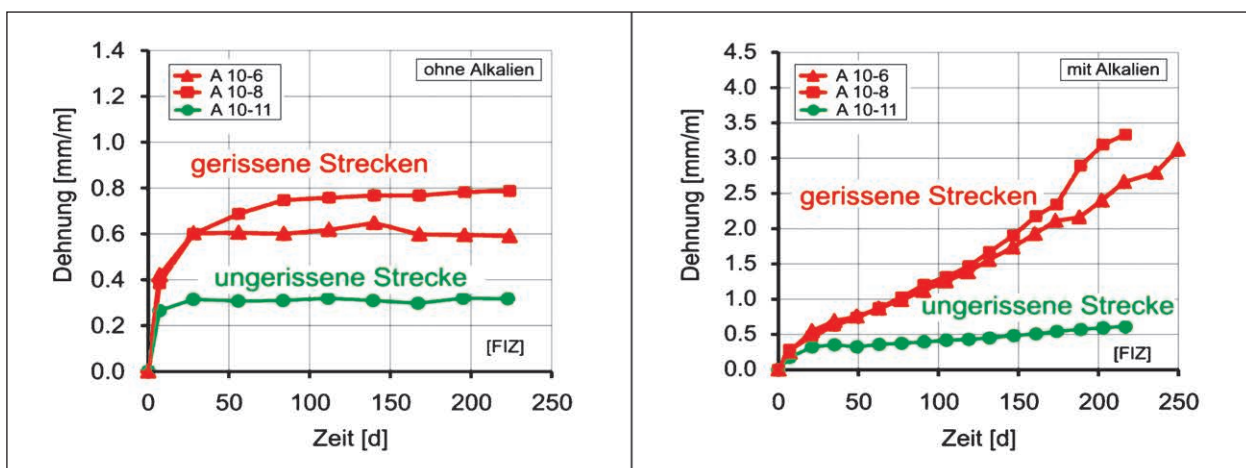 1.4
1.2
1.0
0.8
0.6
0.4
0.2
0.0
Dehnung [mm/m]
A 10-6
A 10-8
A 10-11
ohne Alkalien
gerissene Strecken
ungerissene Strecke
[FIZ]
0 50 100 150 200 250
Zeit [d]
4.5
4.0
3.5
3.0
2.5
2.0
1.5
1.0
0.5
0.0
Dehnung [mm/m]
A 10-6
A 10-8
A 10-11
mit Alkalien
gerissene Strecken
ungerissene Strecke
[FIZ]
0 50 100 150 200 250
Zeit [d]